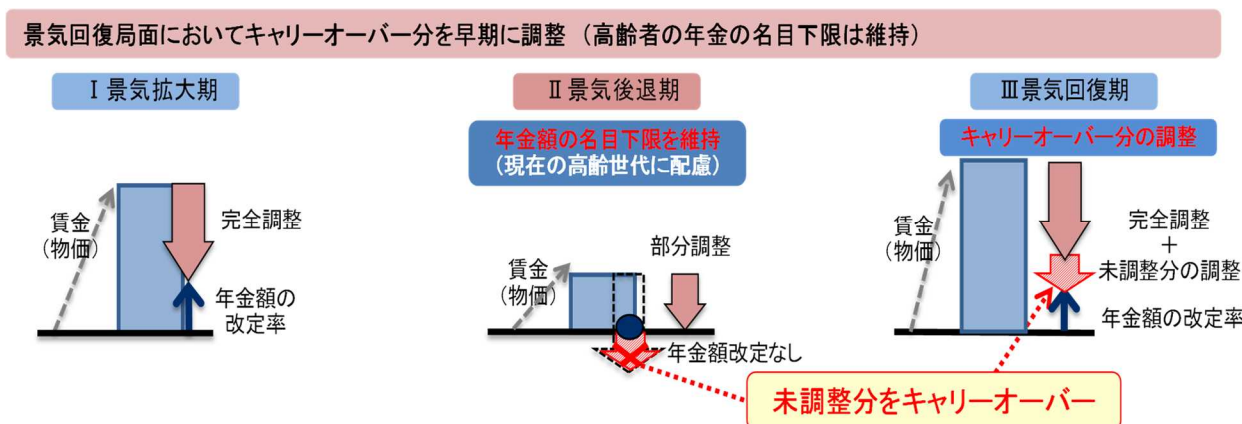 景気回復局面においてキャリーオーバー分を早期に調整（高齢者の年金の名目下限は維持）
Ⅰ景気拡大期
賃金
（物価）
完全調整
年金額の
改定率
Ⅱ景気後退期
年金額の名目下限を維持
（現在の高齢世代に配慮）
賃金
（物価）
部分調整
年金額改定なし
Ⅲ景気回復期
キャリーオーバー分の調整
賃金
（物価）
完全調整
＋
未調整分の調整
年金額の改定率
未調整分をキャリーオーバー